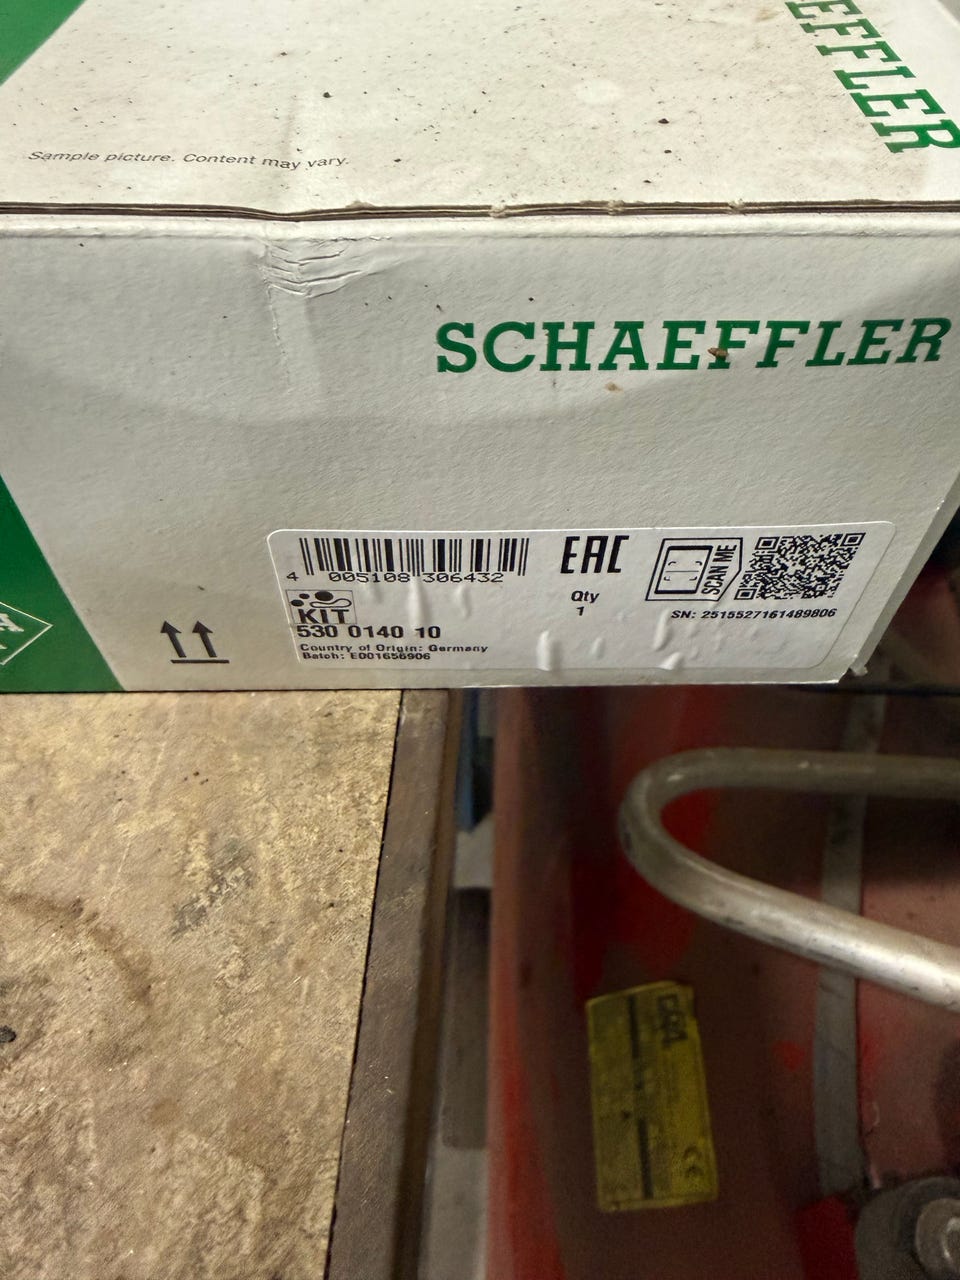 EFFLER
Sample picture. Content may vary.
SCHAEFFLER
4 005108 306432
EAC
SCAN ME
Qty
1
SN: 2515527161489806
KIT
530 0140 10
Country of Origin: Germany
Batch: E001656906